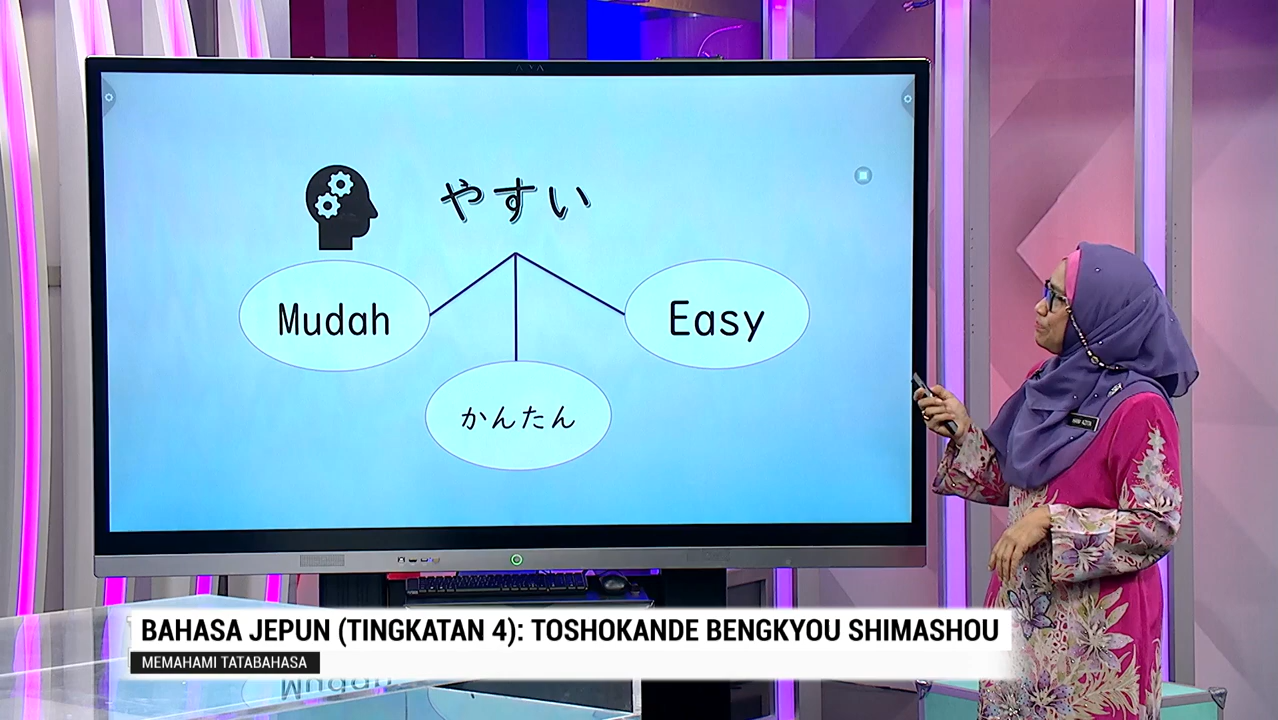 やすい
Mudah
Easy
かんたん
BAHASA JEPUN (TINGKATAN 4): TOSHOKANDE BENGKYOU SHIMASHOU
MEMAHAMI TATABAHASA